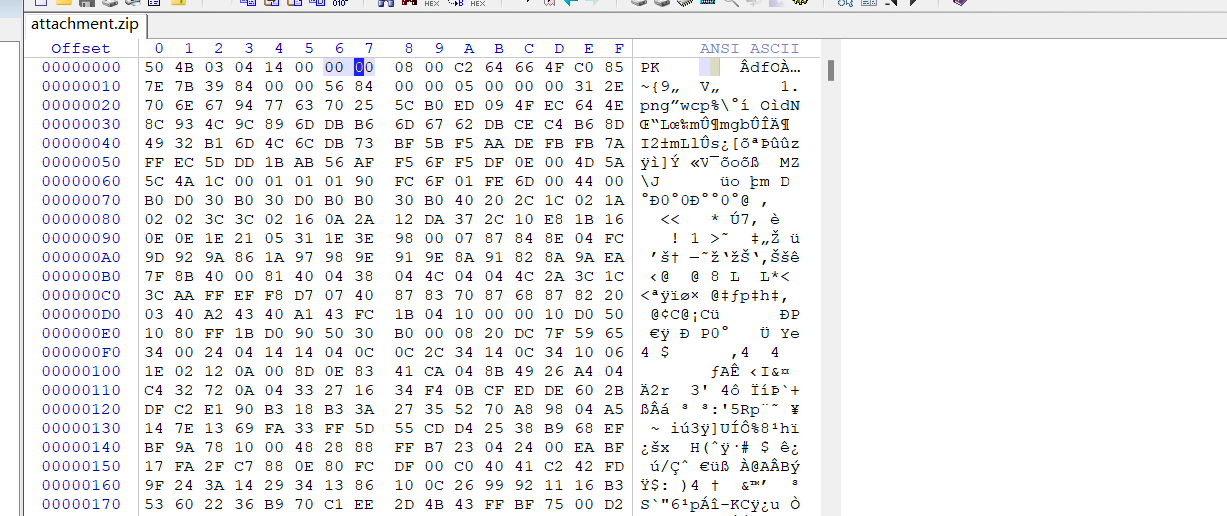 attachment.zip
Offset 0 1 2 3 4 5 6 7 8 9 A B C D E F ANSI ASCII
00000000 50 4B 03 04 14 00 00 00 08 00 C2 64 66 4F C0 85 PK ÂdfOÀ…
00000010 7E 7B 39 84 00 00 56 84 00 00 05 00 00 00 31 2E ~{9„ V„ 1.
00000020 70 6E 67 94 77 63 70 25 5C B0 ED 09 4F EC 64 4E png”wcp%\°í OìdN
00000030 8C 93 4C 9C 89 6D DB B6 6D 67 62 DB CE C4 B6 8D Œ“Lœ‰mÛ¶mgbÛÎÄ¶
00000040 49 32 B1 6D 4C 6C DB 73 BF 5B F5 AA DE FB FB 7A I2±mLlÛs¿[õªÞûûz
00000050 FF EC 5D DD 1B AB 56 AF F5 6F F5 DF 0E 00 4D 5A ÿì]Ý «V¯õoõß MZ
00000060 5C 4A 1C 00 01 01 01 90 FC 6F 01 FE 6D 00 44 00 \J üo þm D
00000070 B0 D0 30 B0 30 D0 B0 B0 30 B0 40 20 2C 1C 02 1A °Ð0°0Ð°°0°@ ,
00000080 02 02 3C 3C 02 16 0A 2A 12 DA 37 2C 10 E8 1B 16 << * Ú7, è
00000090 0E 0E 1E 21 05 31 1E 3E 98 00 07 87 84 8E 04 FC ! 1 >˜ ‡„Ž ü
000000A0 9D 92 9A 86 1A 97 98 9E 91 9E 8A 91 82 8A 9A EA ’š† —˜ž‘žŠ‘‚Ššê
000000B0 7F 8B 40 00 81 40 04 38 04 4C 04 04 4C 2A 3C 1C ‹@ @ 8 L L*<
000000C0 3C AA FF EF F8 D7 07 40 87 83 70 87 68 87 82 20 <ªÿïø× @‡ƒp‡h‡‚
000000D0 03 40 A2 43 40 A1 43 FC 1B 04 10 00 00 10 D0 50 @¢C@¡Cü ÐP
000000E0 10 80 FF 1B D0 90 50 30 B0 00 08 20 DC 7F 59 65 €ÿ Ð P0° Ü Ye
000000F0 34 00 24 04 14 14 04 0C 0C 2C 34 14 0C 34 10 06 4 $ ,4 4
00000100 1E 02 12 0A 00 8D 0E 83 41 CA 04 8B 49 26 A4 04 ƒAÊ ‹I&¤
00000110 C4 32 72 0A 04 33 27 16 34 F4 0B CF ED DE 60 2B Ä2r 3' 4ô ÏíÞ`+
00000120 DF C2 E1 90 B3 18 B3 3A 27 35 52 70 A8 98 04 A5 ßÂá ³ ³:'5Rp¨˜ ¥
00000130 14 7E 13 69 FA 33 FF 5D 55 CD D4 25 38 B9 68 EF ~ iú3ÿ]UÍÔ%8¹hï
00000140 BF 9A 78 10 00 48 28 88 FF B7 23 04 24 00 EA BF ¿šx H(ˆÿ·# $ ê¿
00000150 17 FA 2F C7 88 0E 80 FC DF 00 C0 40 41 C2 42 FD ú/Çˆ €üß À@AÂBý
00000160 9F 24 3A 14 29 34 13 86 10 0C 26 99 92 11 16 B3 Ÿ$: )4 † &™’ ³
00000170 53 60 22 36 B9 70 C1 EE 2D 4B 43 FF BF 75 00 D2 S`"6¹pÁî-KCÿ¿u Ò